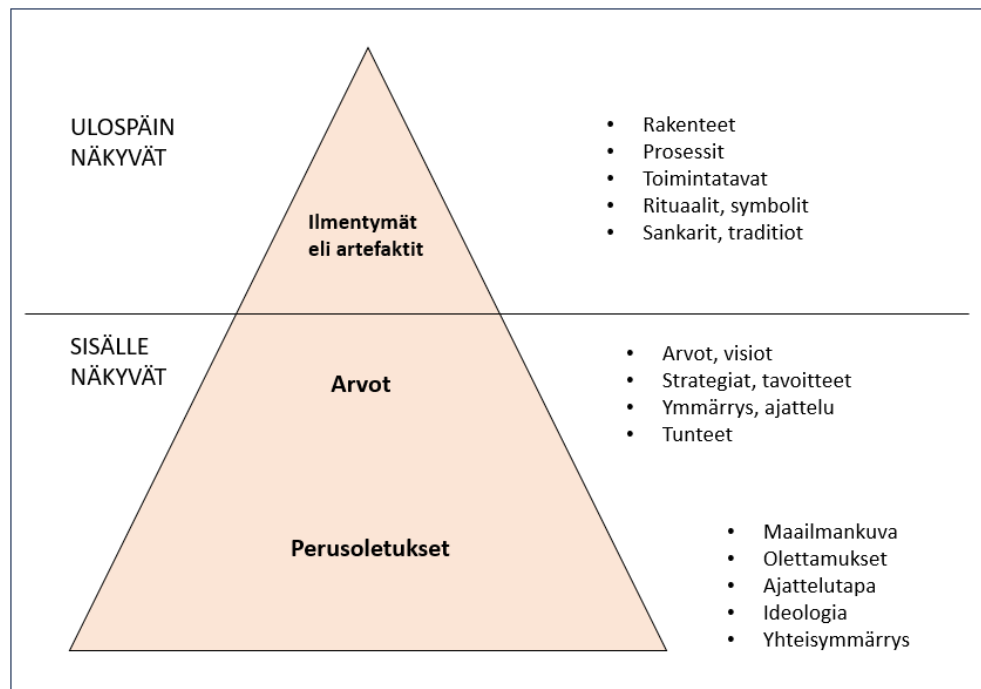 ULOSPÄIN
NÄKYVÄT
Ilmentymät
eli artefaktit
• Rakenteet
• Prosessit
• Toimintatavat
• Rituaalit, symbolit
• Sankarit, traditiot
SISÄLLE
NÄKYVÄT
Arvot
• Arvot, visiot
• Strategiat, tavoitteet
• Ymmärrys, ajattelu
• Tunteet
Perusoletukset
• Maailmankuva
• Olettamukset
• Ajattelutapa
• Ideologia
• Yhteisymmärrys